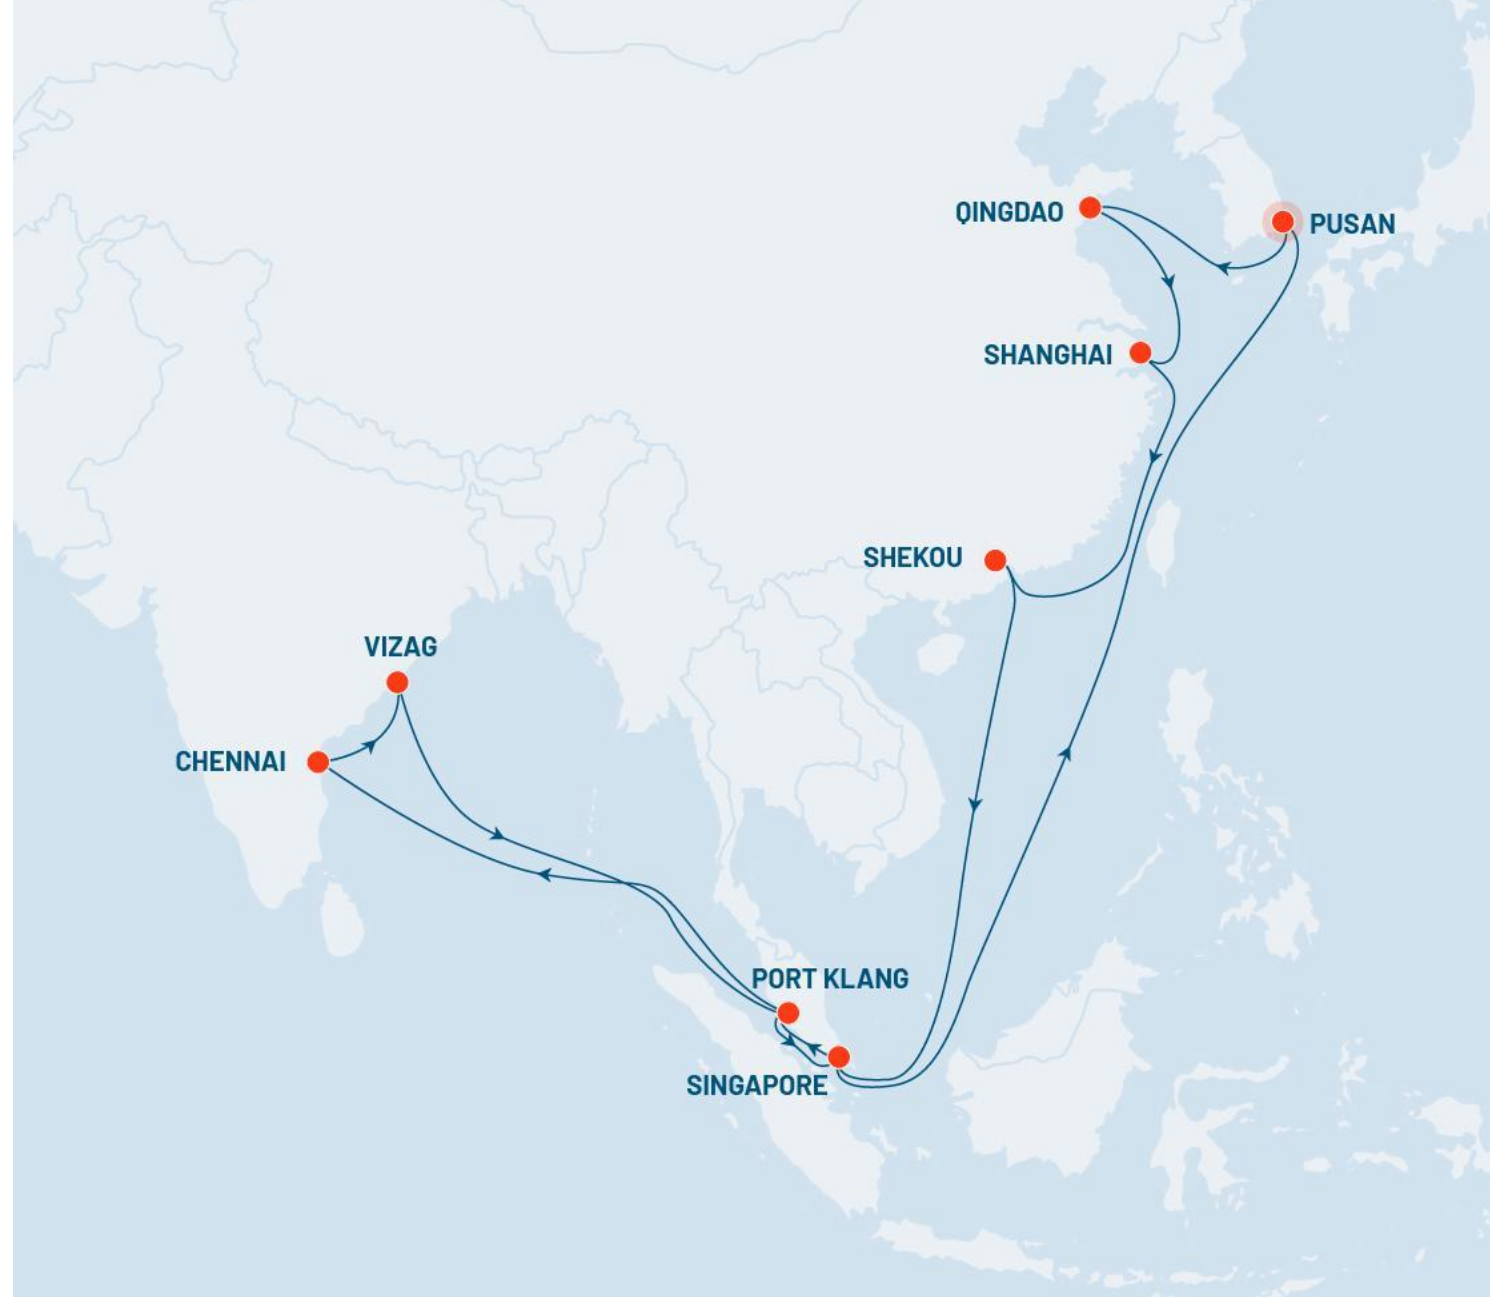 QINGDAO
PUSAN
SHANGHAI
SHEKOU
VIZAG
CHENNAI
PORT KLANG
SINGAPORE